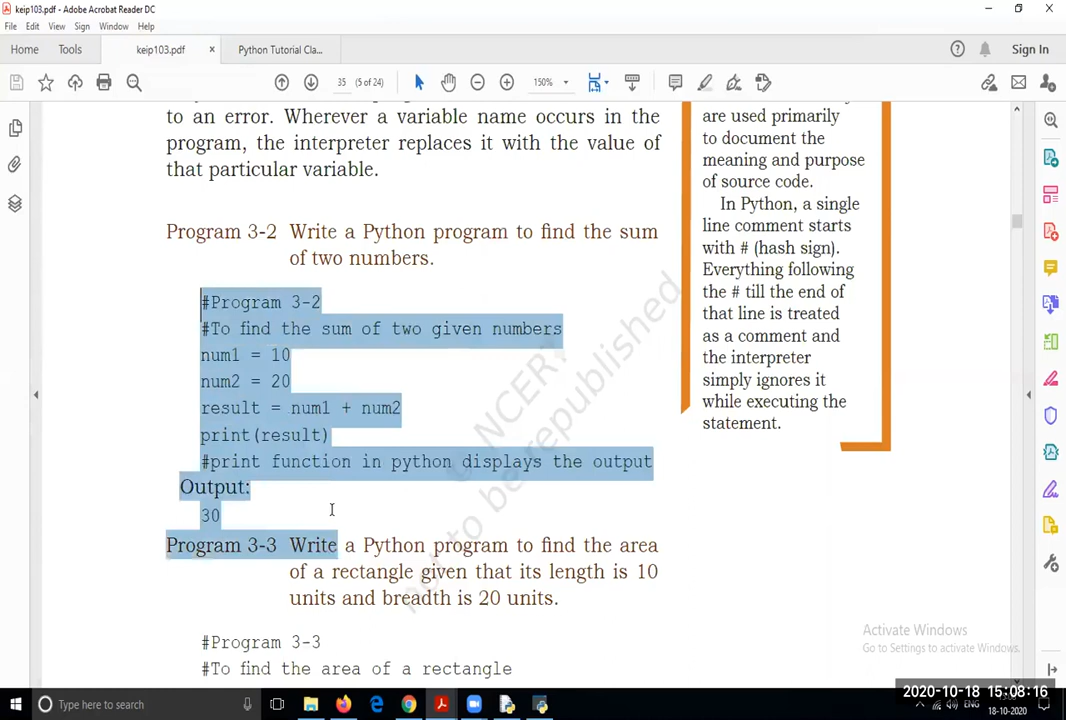 keip103.pdf - Adobe Acrobat Reader DC
File Edit View Sign Window Help
Home Tools keip103.pdf × Python Tutorial Cla... Sign In
35 (5 of 24) 150%
to an error. Wherever a variable name occurs in the
program, the interpreter replaces it with the value of
that particular variable.
Program 3-2 Write a Python program to find the sum
of two numbers.
#Program 3-2
#To find the sum of two given numbers
num1 = 10
num2 = 20
result = num1 + num2
print(result)
#print function in python displays the output
Output:
30
Program 3-3 Write a Python program to find the area
of a rectangle given that its length is 10
units and breadth is 20 units.
#Program 3-3
#To find the area of a rectangle
are used primarily
to document the
meaning and purpose
of source code.
In Python, a single
line comment starts
with # (hash sign).
Everything following
the # till the end of
that line is treated
as a comment and
the interpreter
simply ignores it
while executing the
statement.
© NCERT
not to be republished
Activate Windows
Go to Settings to activate Windows.
Type here to search
ENG
15:08
18-10-2020
2020-10-18 15:08:16